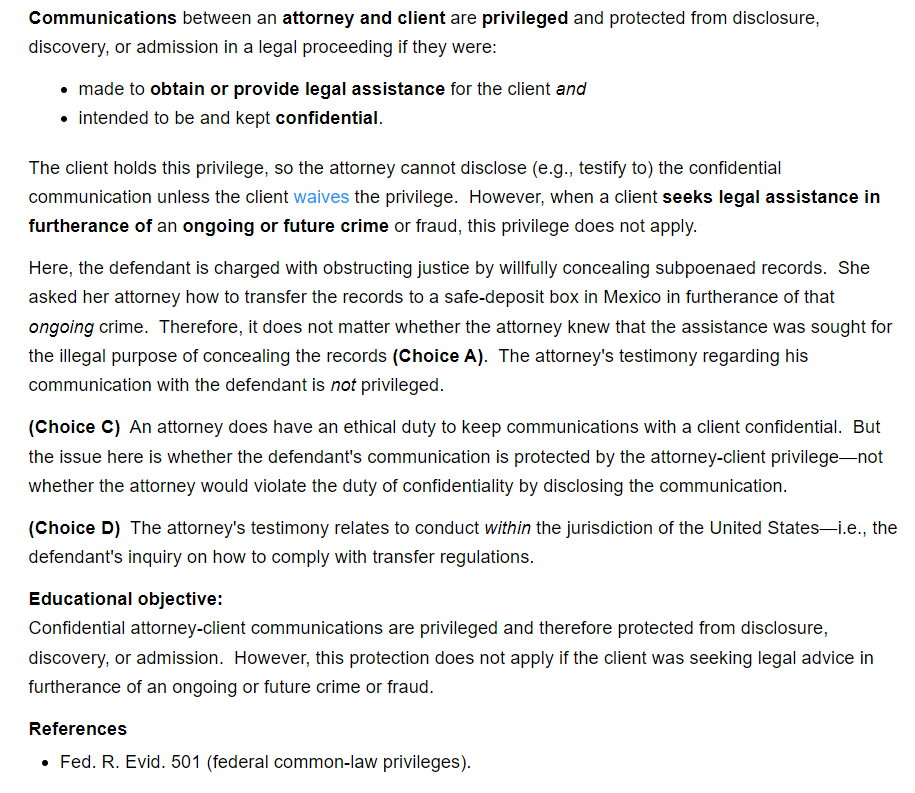 Communications between an attorney and client are privileged and protected from disclosure,
discovery, or admission in a legal proceeding if they were:
• made to obtain or provide legal assistance for the client and
• intended to be and kept confidential.
The client holds this privilege, so the attorney cannot disclose (e.g., testify to) the confidential
communication unless the client waives the privilege.  However, when a client seeks legal assistance in
furtherance of an ongoing or future crime or fraud, this privilege does not apply.
Here, the defendant is charged with obstructing justice by willfully concealing subpoenaed records.  She
asked her attorney how to transfer the records to a safe-deposit box in Mexico in furtherance of that
ongoing crime.  Therefore, it does not matter whether the attorney knew that the assistance was sought for
the illegal purpose of concealing the records (Choice A).  The attorney's testimony regarding his
communication with the defendant is not privileged.
(Choice C)  An attorney does have an ethical duty to keep communications with a client confidential.  But
the issue here is whether the defendant's communication is protected by the attorney-client privilege—not
whether the attorney would violate the duty of confidentiality by disclosing the communication.
(Choice D)  The attorney's testimony relates to conduct within the jurisdiction of the United States—i.e., the
defendant's inquiry on how to comply with transfer regulations.
Educational objective:
Confidential attorney-client communications are privileged and therefore protected from disclosure,
discovery, or admission.  However, this protection does not apply if the client was seeking legal advice in
furtherance of an ongoing or future crime or fraud.
References
• Fed. R. Evid. 501 (federal common-law privileges).